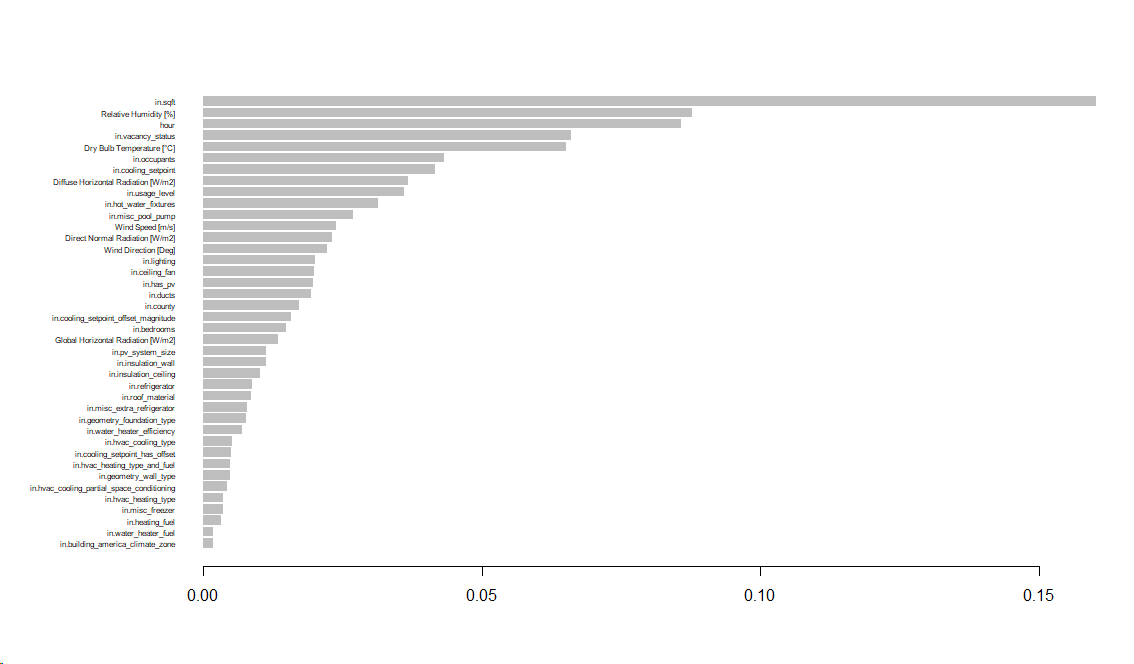 in.sqft
Relative Humidity [%]
hour
in.vacancy_status
Dry Bulb Temperature [°C]
in.occupants
in.cooling_setpoint
Diffuse Horizontal Radiation [W/m2]
in.usage_level
in.hot_water_fixtures
in.misc_pool_pump
Wind Speed [m/s]
Direct Normal Radiation [W/m2]
Wind Direction [Deg]
in.lighting
in.ceiling_fan
in.has_pv
in.ducts
in.county
in.cooling_setpoint_offset_magnitude
in.bedrooms
Global Horizontal Radiation [W/m2]
in.pv_system_size
in.insulation_wall
in.insulation_ceiling
in.refrigerator
in.roof_material
in.misc_extra_refrigerator
in.geometry_foundation_type
in.water_heater_efficiency
in.hvac_cooling_type
in.cooling_setpoint_has_offset
in.hvac_heating_type_and_fuel
in.geometry_wall_type
in.hvac_cooling_partial_space_conditioning
in.hvac_heating_type
in.misc_freezer
in.heating_fuel
in.water_heater_fuel
in.building_america_climate_zone
0.00 0.05 0.10 0.15